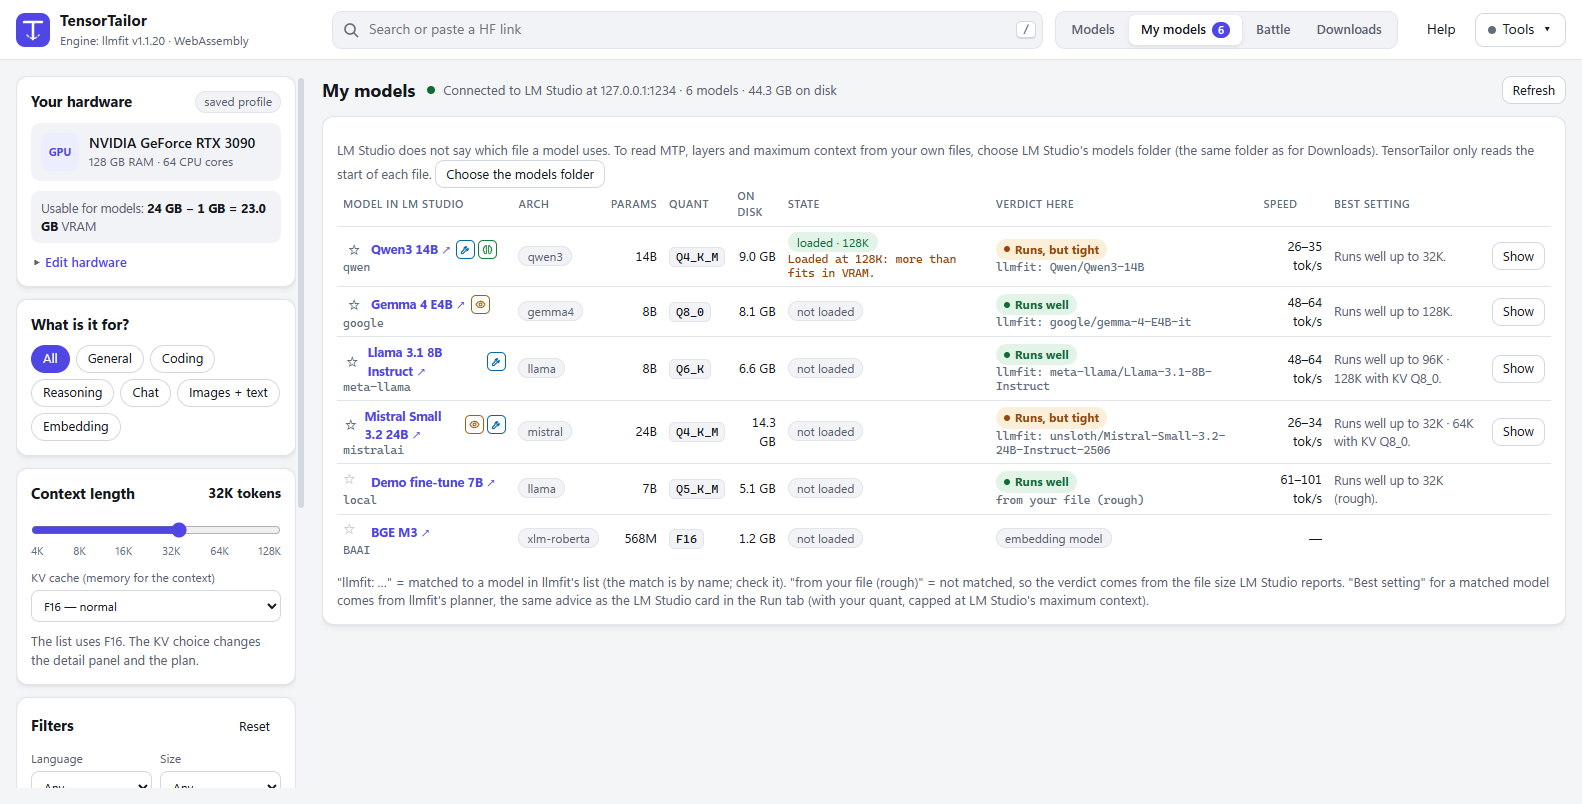 TensorTailor
Engine: llmfit v1.1.20 · WebAssembly
Search or paste a HF link
/
Models
My models 6
Battle
Downloads
Help
Tools
Your hardware
saved profile
GPU
NVIDIA GeForce RTX 3090
128 GB RAM · 64 CPU cores
Usable for models: 24 GB − 1 GB = 23.0
GB VRAM
Edit hardware
What is it for?
All
General
Coding
Reasoning
Chat
Images + text
Embedding
Context length
32K tokens
4K 8K 16K 32K 64K 128K
KV cache (memory for the context)
F16 — normal
The list uses F16. The KV choice changes
the detail panel and the plan.
Filters
Reset
Language
Size
Any
Any
My models
Connected to LM Studio at 127.0.0.1:1234 · 6 models · 44.3 GB on disk
Refresh
LM Studio does not say which file a model uses. To read MTP, layers and maximum context from your own files, choose LM Studio's models folder (the same folder as for Downloads). TensorTailor only reads the
start of each file. Choose the models folder
MODEL IN LM STUDIO
ARCH
PARAMS
QUANT
ON
DISK
STATE
VERDICT HERE
SPEED
BEST SETTING
☆ Qwen3 14B ↗
qwen
qwen3
14B
Q4_K_M
9.0 GB
loaded · 128K
Loaded at 128K: more than
fits in VRAM.
Runs, but tight
llmfit: Qwen/Qwen3-14B
26–35
tok/s
Runs well up to 32K.
Show
☆ Gemma 4 E4B ↗
google
gemma4
8B
Q8_0
8.1 GB
not loaded
Runs well
llmfit: google/gemma-4-E4B-it
48–64
tok/s
Runs well up to 128K.
Show
☆ Llama 3.1 8B
Instruct ↗
meta-llama
llama
8B
Q6_K
6.6 GB
not loaded
Runs well
llmfit: meta-llama/Llama-3.1-8B-
Instruct
48–64
tok/s
Runs well up to 96K ·
128K with KV Q8_0.
Show
☆ Mistral Small
3.2 24B ↗
mistralai
mistral
24B
Q4_K_M
14.3
GB
not loaded
Runs, but tight
llmfit: unsloth/Mistral-Small-3.2-
24B-Instruct-2506
26–34
tok/s
Runs well up to 32K · 64K
with KV Q8_0.
Show
☆ Demo fine-tune 7B ↗
local
llama
7B
Q5_K_M
5.1 GB
not loaded
Runs well
from your file (rough)
61–101
tok/s
Runs well up to 32K
(rough).
☆ BGE M3 ↗
BAAI
xlm-roberta
568M
F16
1.2 GB
not loaded
embedding model
—
"llmfit: ..." = matched to a model in llmfit's list (the match is by name; check it). "from your file (rough)" = not matched, so the verdict comes from the file size LM Studio reports. "Best setting" for a matched model
comes from llmfit's planner, the same advice as the LM Studio card in the Run tab (with your quant, capped at LM Studio's maximum context).